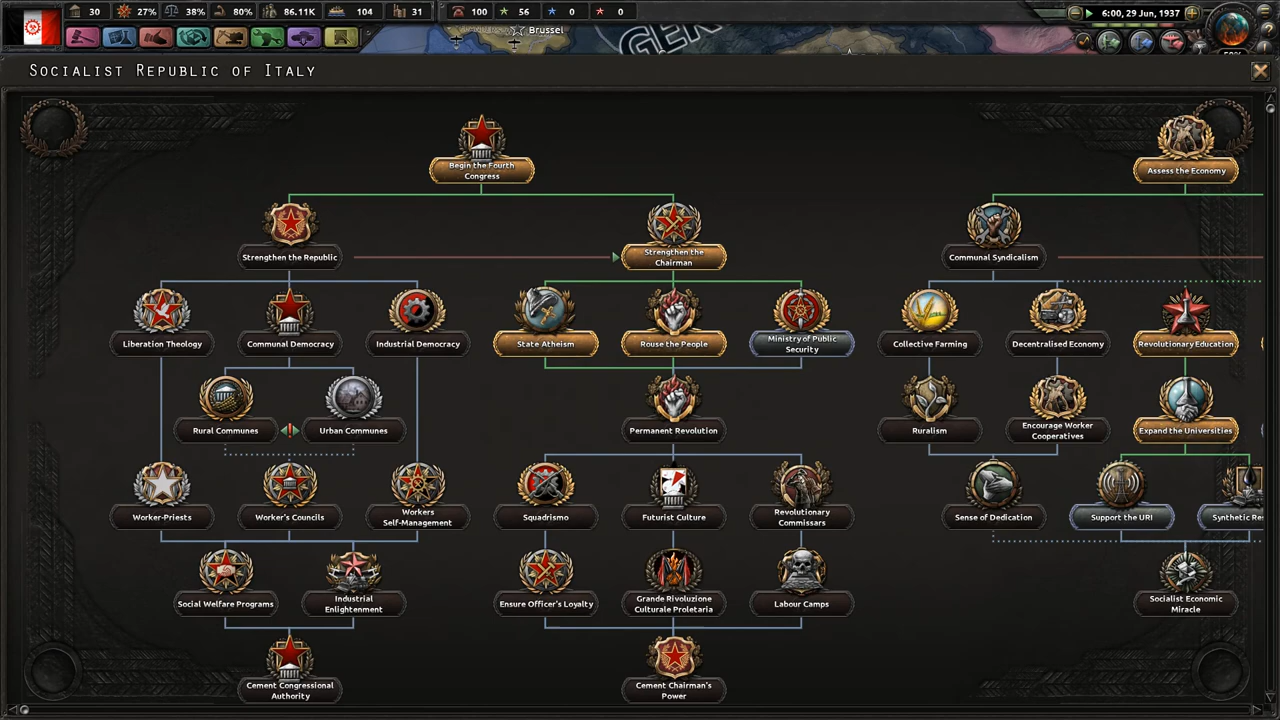 30
27%
38%
80%
86.11K
104
31
100
56
0
0
6:00, 29 Jun, 1937
Brussel
GER
Socialist Republic of Italy
Begin the Fourth
Congress
Assess the Economy
Strengthen the Republic
Strengthen the
Chairman
Communal Syndicalism
Liberation Theology
Communal Democracy
Industrial Democracy
State Atheism
Rouse the People
Ministry of Public
Security
Collective Farming
Decentralised Economy
Revolutionary Education
Rural Communes
Urban Communes
Permanent Revolution
Ruralism
Encourage Worker
Cooperatives
Expand the Universities
Worker-Priests
Worker's Councils
Workers
Self-Management
Squadrismo
Futurist Culture
Revolutionary
Commissars
Sense of Dedication
Support the URI
Synthetic Res
Social Welfare Programs
Industrial
Enlightenment
Ensure Officer's Loyalty
Grande Rivoluzione
Culturale Proletaria
Labour Camps
Socialist Economic
Miracle
Cement Congressional
Authority
Cement Chairman's
Power